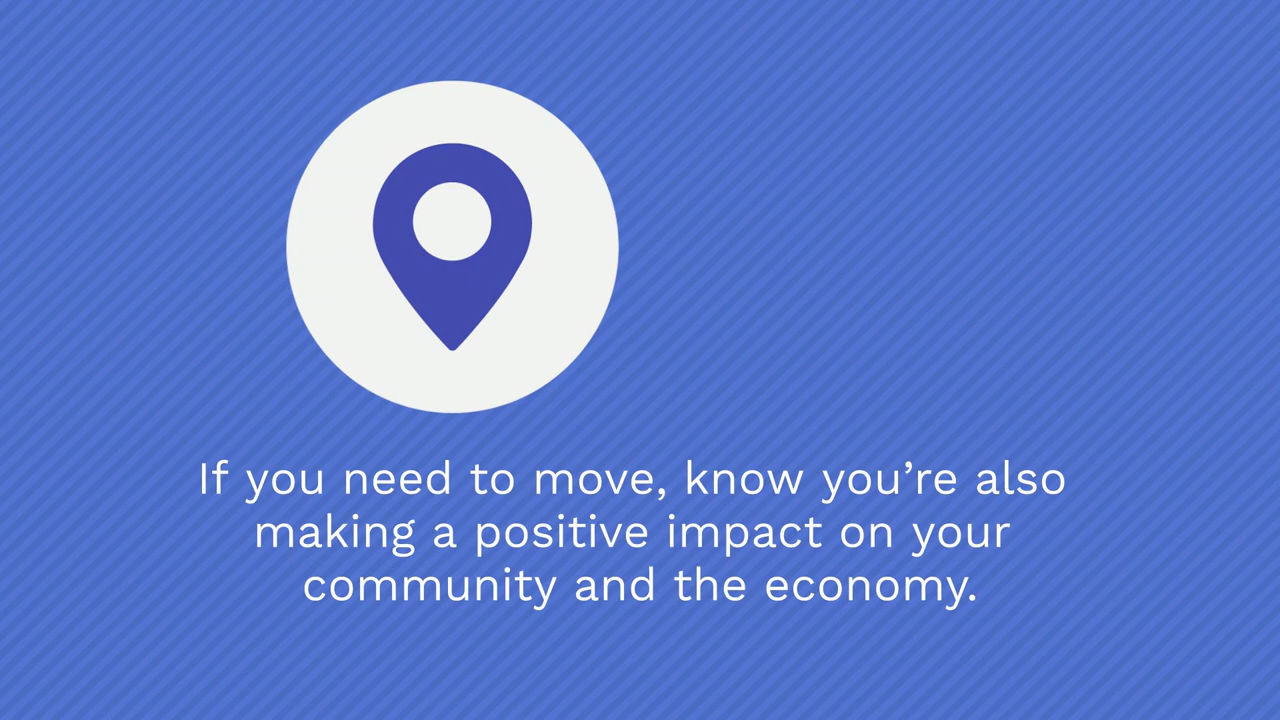 If you need to move, know you’re also
making a positive impact on your
community and the economy.